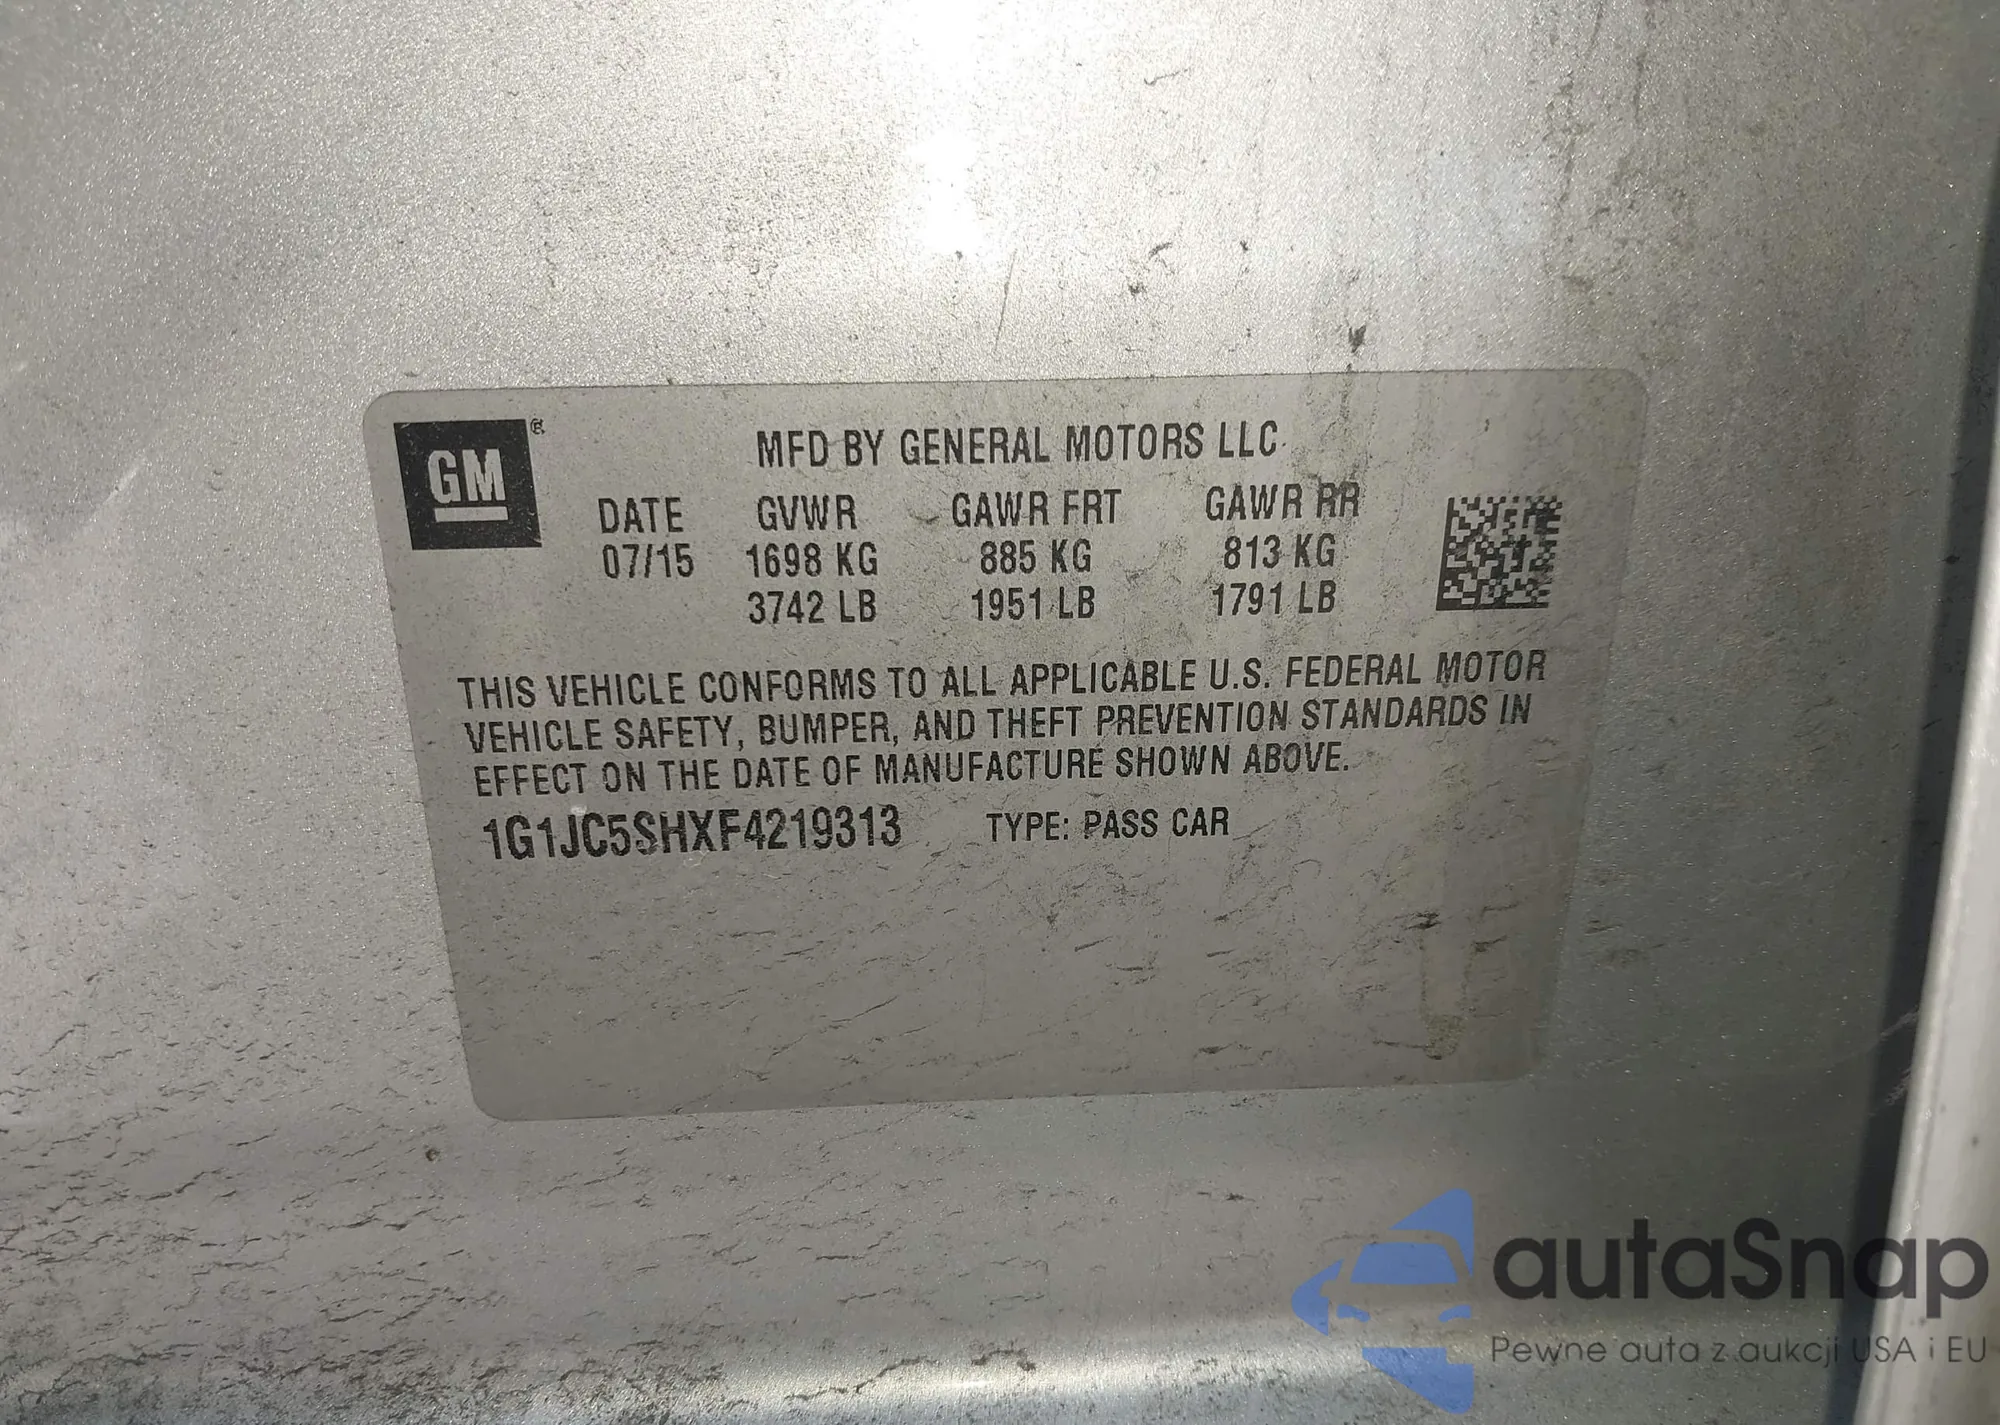 GM®
MFD BY GENERAL MOTORS LLC
DATE GVWR GAWR FRT GAWR RR
07/15 1698 KG 885 KG 813 KG
3742 LB 1951 LB 1791 LB
THIS VEHICLE CONFORMS TO ALL APPLICABLE U.S. FEDERAL MOTOR
VEHICLE SAFETY, BUMPER, AND THEFT PREVENTION STANDARDS IN
EFFECT ON THE DATE OF MANUFACTURE SHOWN ABOVE.
1G1JC5SHXF4219313 TYPE: PASS CAR
autaSnap
Pewne auta z aukcji USA i EU